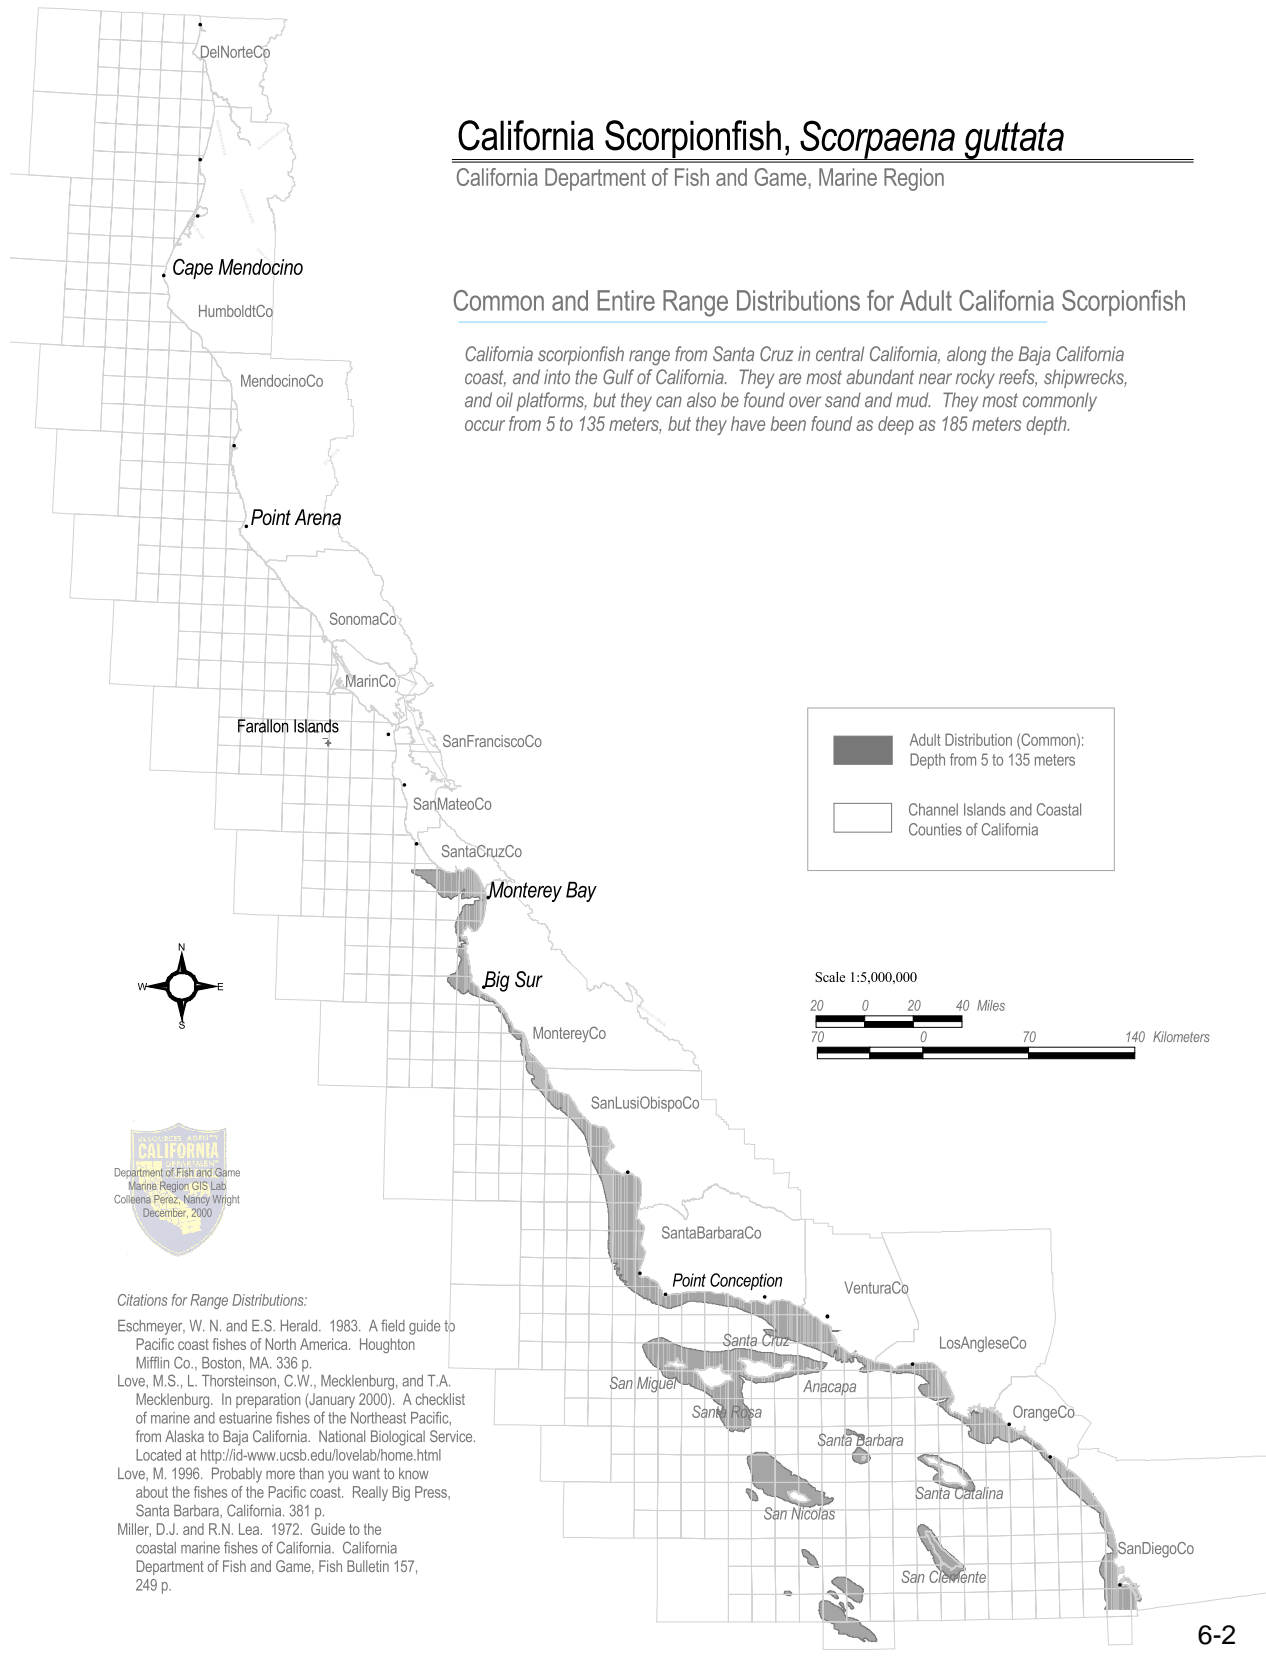 DelNorteCo
California Scorpionfish, Scorpaena guttata
California Department of Fish and Game, Marine Region
Cape Mendocino
HumboldtCo
Common and Entire Range Distributions for Adult California Scorpionfish
California scorpionfish range from Santa Cruz in central California, along the Baja California
coast, and into the Gulf of California. They are most abundant near rocky reefs, shipwrecks,
and oil platforms, but they can also be found over sand and mud. They most commonly
occur from 5 to 135 meters, but they have been found as deep as 185 meters depth.
MendocinoCo
Point Arena
SonomaCo
MarinCo
Farallon Islands
SanFranciscoCo
SanMateoCo
SantaCruzCo
Monterey Bay
Big Sur
MontereyCo
SanLusiObispoCo
SantaBarbaraCo
Point Conception
VenturaCo
LosAngleseCo
OrangeCo
SanDiegoCo
Santa Cruz
San Miguel
Anacapa
Santa Rosa
Santa Barbara
Santa Catalina
San Nicolas
San Clemente
Adult Distribution (Common):
Depth from 5 to 135 meters
Channel Islands and Coastal
Counties of California
N
W
E
S
Scale 1:5,000,000
20 0 20 40 Miles
70 0 70 140 Kilometers
RESOURCES AGENCY
CALIFORNIA
DEPARTMENT
Department of Fish and Game
Marine Region GIS Lab
Colleena Perez, Nancy Wright
December, 2000
Citations for Range Distributions:
Eschmeyer, W. N. and E.S. Herald. 1983. A field guide to
Pacific coast fishes of North America. Houghton
Mifflin Co., Boston, MA. 336 p.
Love, M.S., L. Thorsteinson, C.W., Mecklenburg, and T.A.
Mecklenburg. In preparation (January 2000). A checklist
of marine and estuarine fishes of the Northeast Pacific,
from Alaska to Baja California. National Biological Service.
Located at http://id-www.ucsb.edu/lovelab/home.html
Love, M. 1996. Probably more than you want to know
about the fishes of the Pacific coast. Really Big Press,
Santa Barbara, California. 381 p.
Miller, D.J. and R.N. Lea. 1972. Guide to the
coastal marine fishes of California. California
Department of Fish and Game, Fish Bulletin 157,
249 p.
6-2